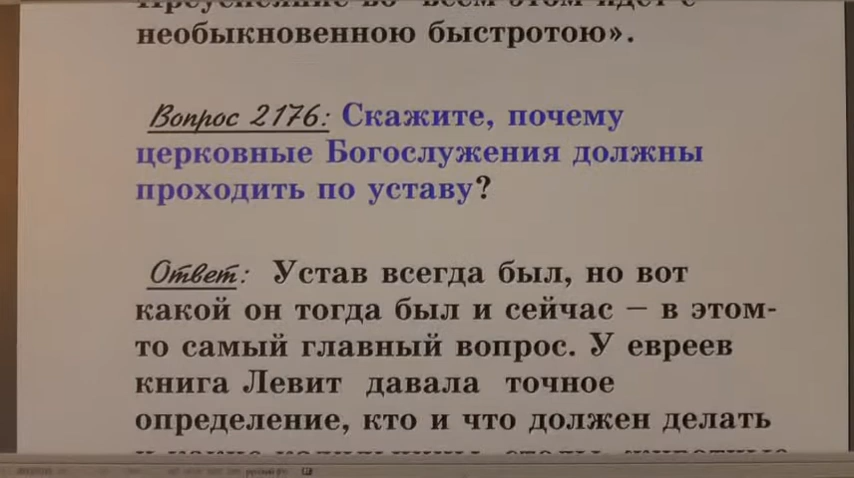 необыкновенною быстротою».
Вопрос 2176: Скажите, почему
церковные Богослужения должны
проходить по уставу?
Ответ: Устав всегда был, но вот
какой он тогда был и сейчас – в этом-
то самый главный вопрос. У евреев
книга Левит давала точное
определение, кто и что должен делать